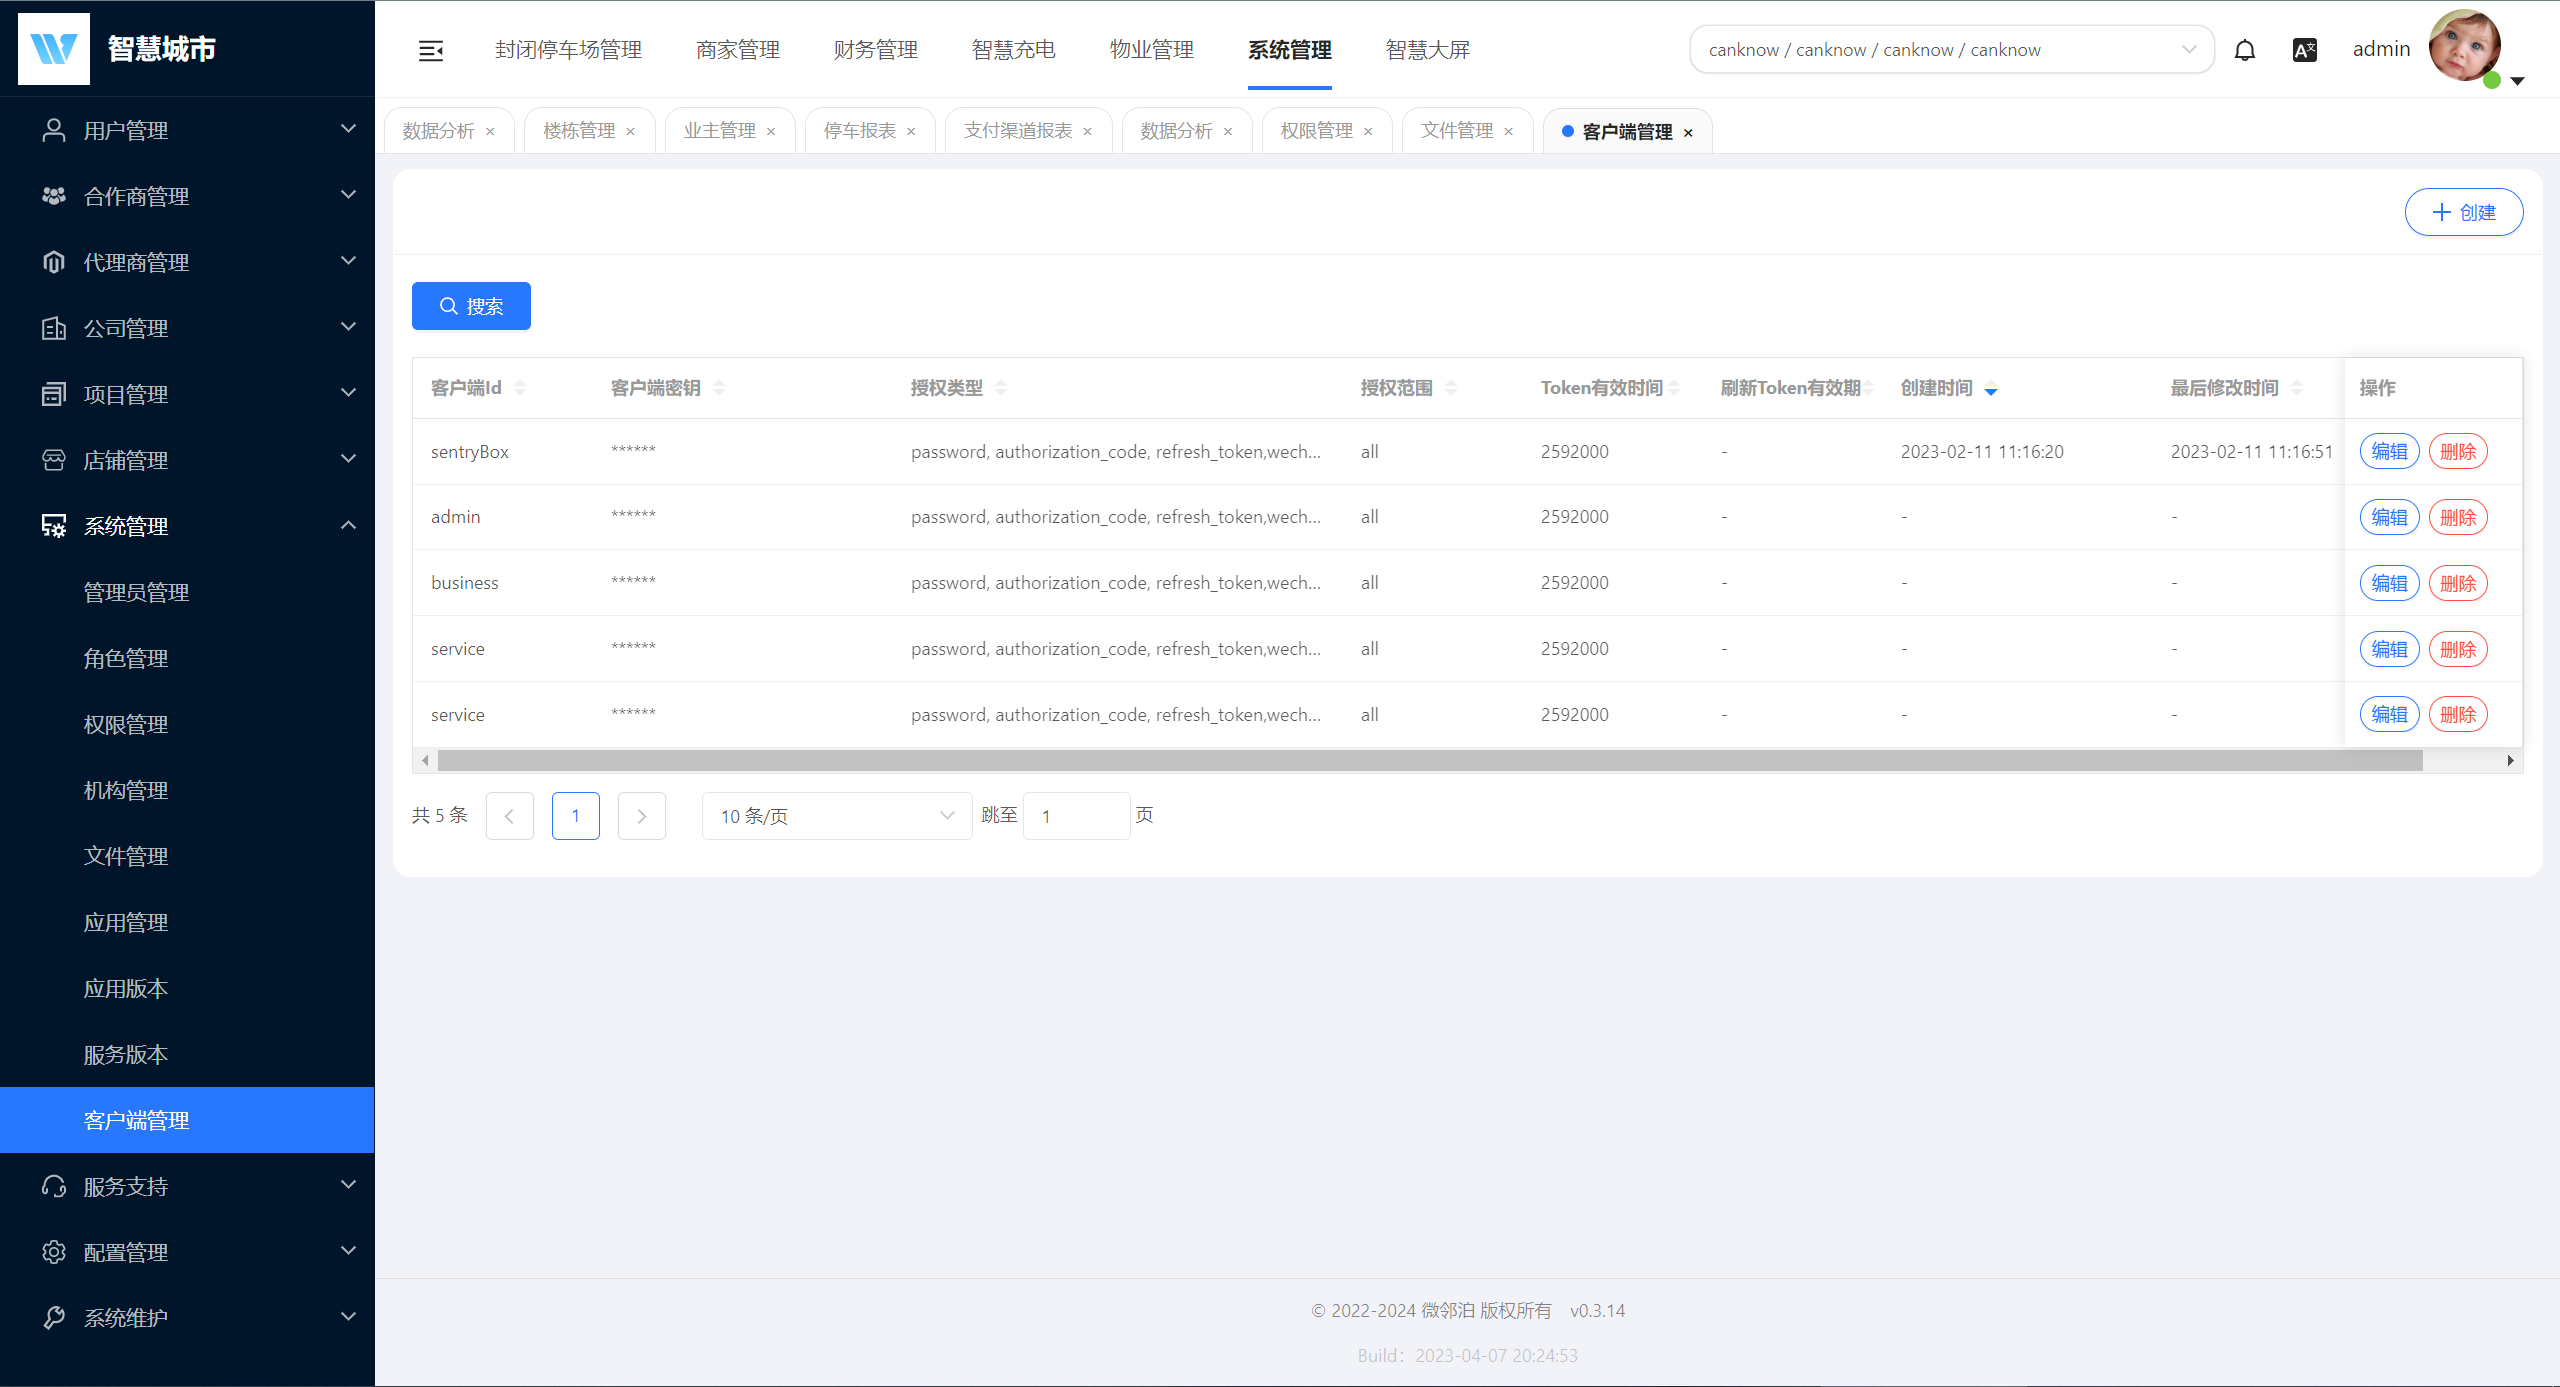 智慧城市
封闭停车场管理 商家管理 财务管理 智慧充电 物业管理 系统管理 智慧大屏
canknow / canknow / canknow / canknow
admin
数据分析 × 楼栋管理 × 业主管理 × 停车报表 × 支付渠道报表 × 数据分析 × 权限管理 × 文件管理 × 客户端管理 ×
用户管理
合作商管理
代理商管理
公司管理
项目管理
店铺管理
系统管理
管理员管理
角色管理
权限管理
机构管理
文件管理
应用管理
应用版本
服务版本
客户端管理
服务支持
配置管理
系统维护
创建
搜索
客户端Id 客户端密钥 授权类型 授权范围 Token有效时间 刷新Token有效期 创建时间 最后修改时间 操作
sentryBox ****** password, authorization_code, refresh_token,wech... all 2592000 - 2023-02-11 11:16:20 2023-02-11 11:16:51 编辑 删除
admin ****** password, authorization_code, refresh_token,wech... all 2592000 - - - 编辑 删除
business ****** password, authorization_code, refresh_token,wech... all 2592000 - - - 编辑 删除
service ****** password, authorization_code, refresh_token,wech... all 2592000 - - - 编辑 删除
service ****** password, authorization_code, refresh_token,wech... all 2592000 - - - 编辑 删除
共 5 条 1 10 条/页 跳至 1 页
© 2022-2024 微邻泊 版权所有 v0.3.14
Build：2023-04-07 20:24:53